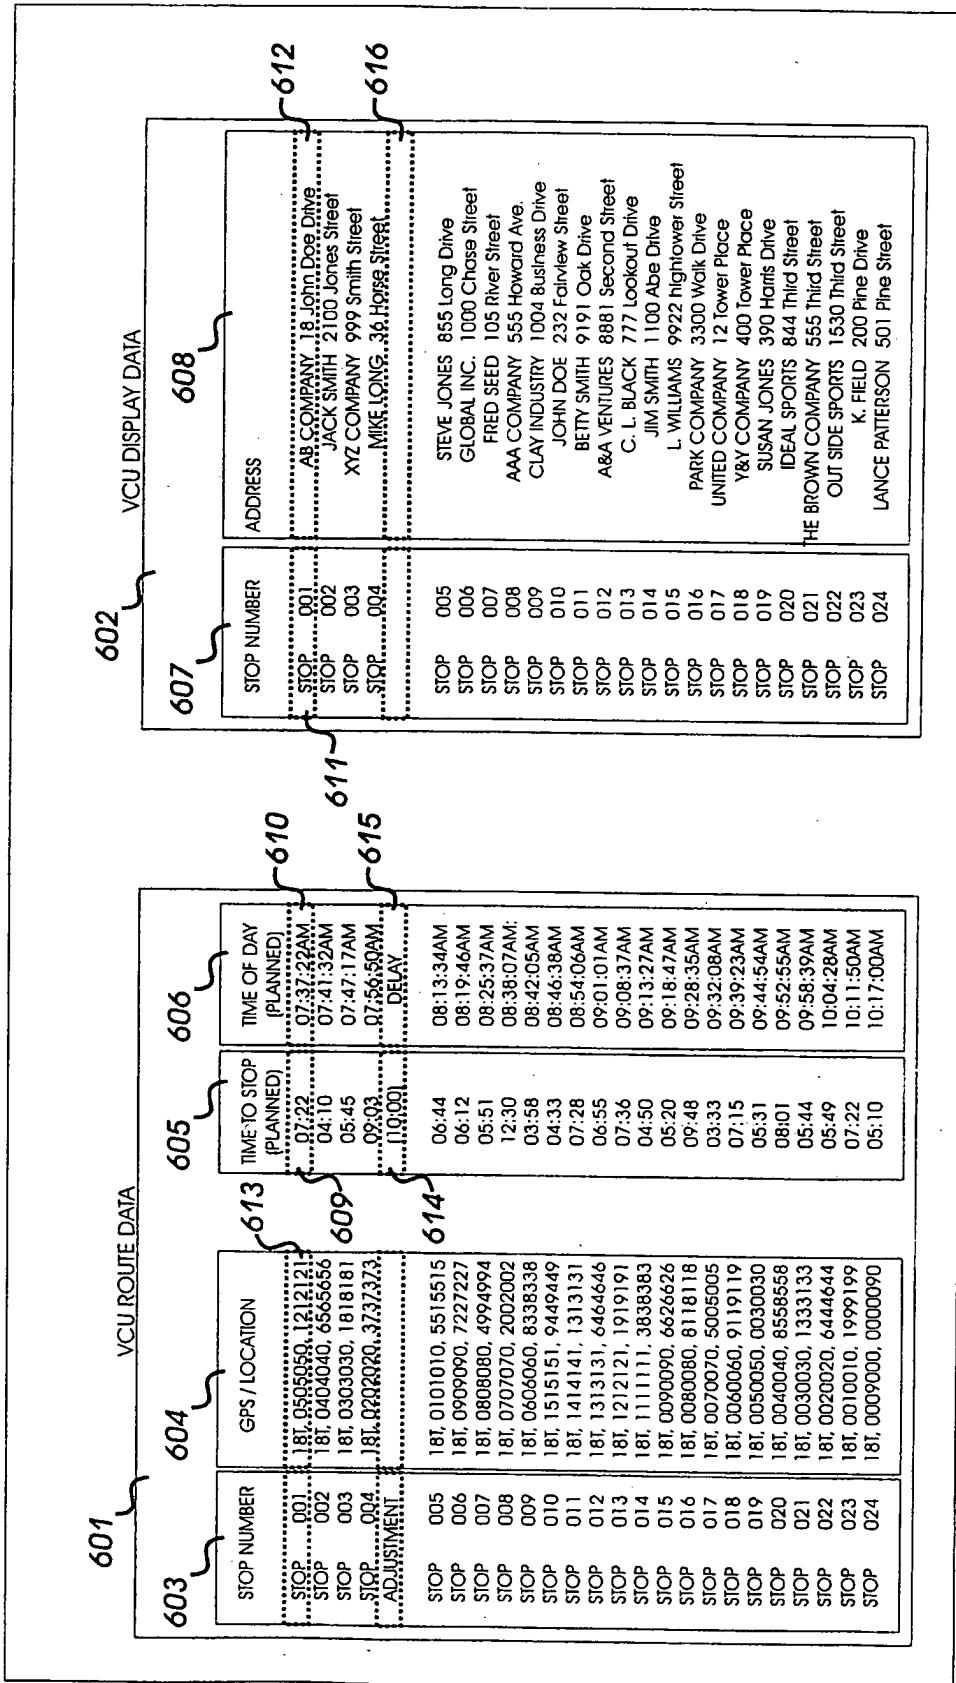 VCU ROUTE DATA
601
603 604 605 606
STOP NUMBER GPS / LOCATION TIME TO STOP (PLANNED) TIME OF DAY (PLANNED)
613 610
STOP 001 18T, 0505050, 1212121 07:22 07:37:22AM
STOP 002 18T, 0404040, 6565656 04:10 07:41:32AM
STOP 003 18T, 0303030, 1818181 05:45 07:47:17AM
STOP 004 18T, 0202020, 3737373 09:03 07:56:50AM
609 615
ADJUSTMENT (10:00) DELAY
614
STOP 005 18T, 0101010, 5515515 06:44 08:13:34AM
STOP 006 18T, 0909090, 7227227 06:12 08:19:46AM
STOP 007 18T, 0808080, 4994994 05:51 08:25:37AM
STOP 008 18T, 0707070, 2002002 12:30 08:38:07AM:
STOP 009 18T, 0606060, 8338338 03:58 08:42:05AM
STOP 010 18T, 1515151, 9449449 04:33 08:46:38AM
STOP 011 18T, 1414141, 1313131 07:28 08:54:06AM
STOP 012 18T, 1313131, 6464646 06:55 09:01:01AM
STOP 013 18T, 1212121, 1919191 07:36 09:08:37AM
STOP 014 18T, 1111111, 3838383 04:50 09:13:27AM
STOP 015 18T, 0090090, 6626626 05:20 09:18:47AM
STOP 016 18T, 0080080, 8118118 09:48 09:28:35AM
STOP 017 18T, 0070070, 5005005 03:33 09:32:08AM
STOP 018 18T, 0060060, 9119119 07:15 09:39:23AM
STOP 019 18T, 0050050, 0030030 05:31 09:44:54AM
STOP 020 18T, 0040040, 8558558 08:01 09:52:55AM
STOP 021 18T, 0030030, 1333133 05:44 09:58:39AM
STOP 022 18T, 0020020, 6444644 05:49 10:04:28AM
STOP 023 18T, 0010010, 1999199 07:22 10:11:50AM
STOP 024 18T, 0009000, 0000090 05:10 10:17:00AM
VCU DISPLAY DATA
602
607 608
STOP NUMBER ADDRESS
612
STOP 001 AB COMPANY 18 John Doe Drive
STOP 002 JACK SMITH 2100 Jones Street
STOP 003 XYZ COMPANY 999 Smith Street
STOP 004 MIKE LONG 36 Horse Street
611 616
STOP 005 STEVE JONES 855 Long Drive
STOP 006 GLOBAL INC. 1000 Chase Street
STOP 007 FRED SEED 105 River Street
STOP 008 AAA COMPANY 555 Howard Ave.
STOP 009 CLAY INDUSTRY 1004 Business Drive
STOP 010 JOHN DOE 232 Fairview Street
STOP 011 BETTY SMITH 9191 Oak Drive
STOP 012 A&A VENTURES 8881 Second Street
STOP 013 C. L. BLACK 777 Lookout Drive
STOP 014 JIM SMITH 1100 Abe Drive
STOP 015 L. WILLIAMS 9922 hightower Street
STOP 016 PARK COMPANY 3300 Walk Drive
STOP 017 UNITED COMPANY 12 Tower Place
STOP 018 Y&Y COMPANY 400 Tower Place
STOP 019 SUSAN JONES 390 Harris Drive
STOP 020 IDEAL SPORTS 844 Third Street
STOP 021 THE BROWN COMPANY 555 Third Street
STOP 022 OUT SIDE SPORTS 1530 Third Street
STOP 023 K. FIELD 200 Pine Drive
STOP 024 LANCE PATTERSON 501 Pine Street